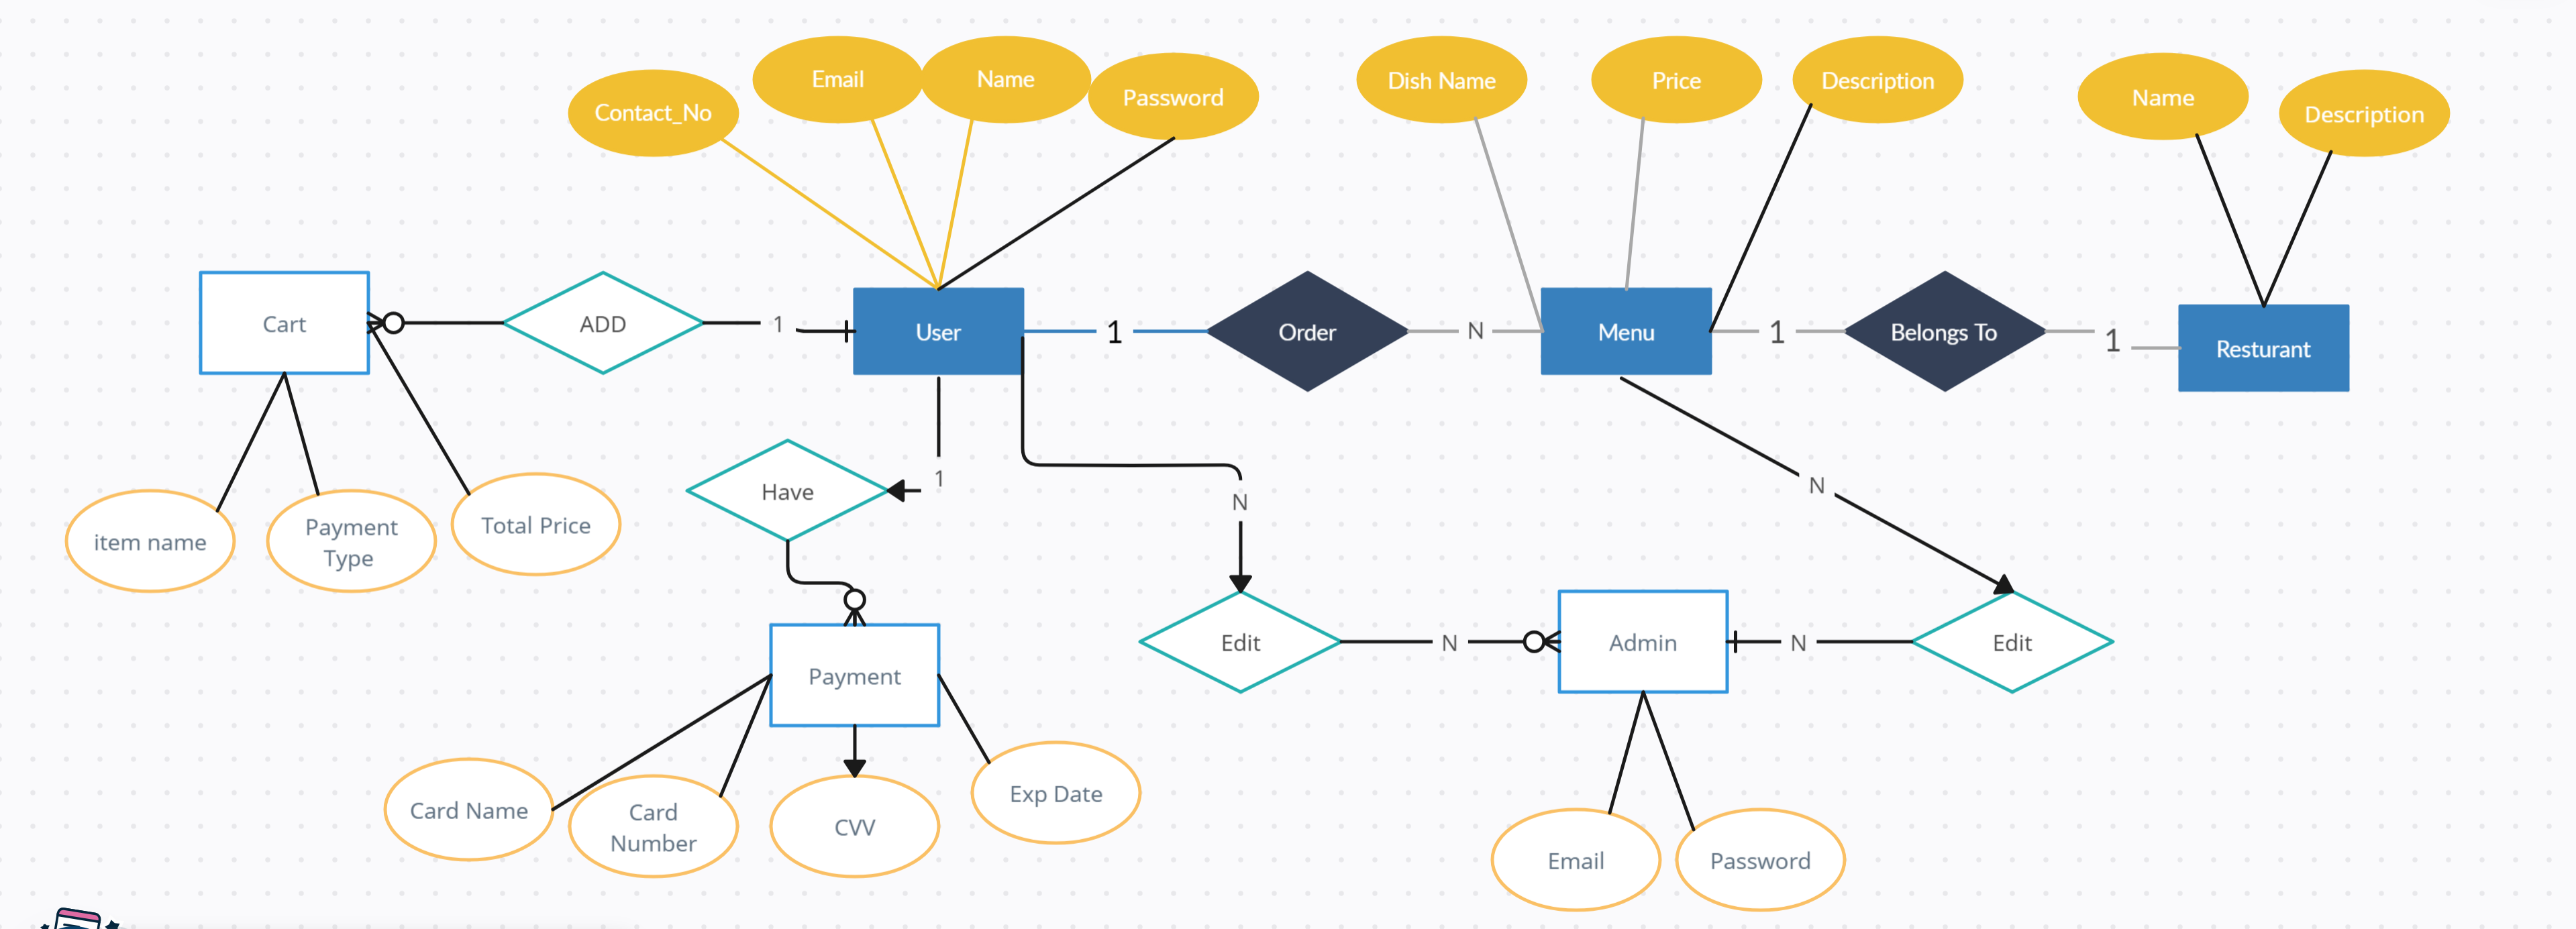 Contact_No
Email
Name
Password
Dish Name
Price
Description
Name
Description
Cart
ADD
1
User
1
Order
N
Menu
1
Belongs To
1
Resturant
item name
Payment
Type
Total Price
Have
1
N
N
Payment
Edit
N
Admin
N
Edit
Card Name
Card
Number
CVV
Exp Date
Email
Password